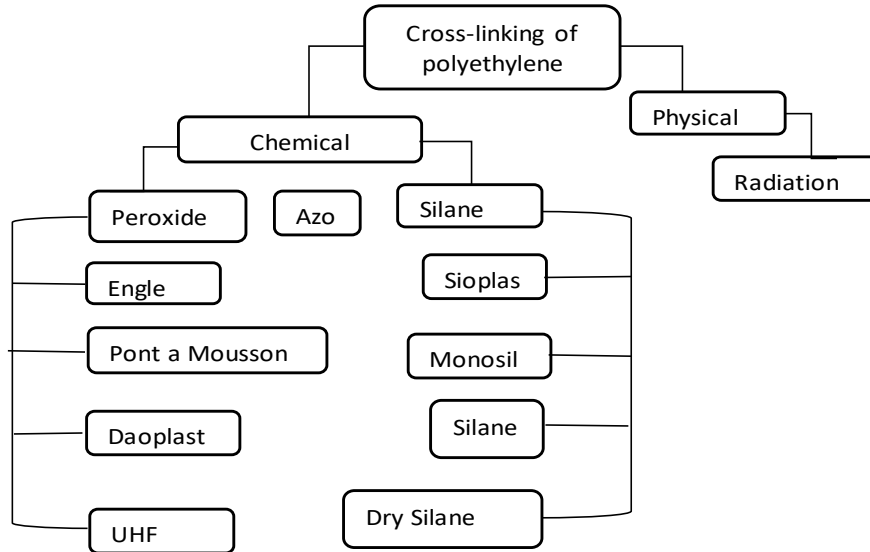 Cross-linking of
polyethylene
Physical
Chemical
Radiation
Peroxide
Azo
Silane
Engle
Sioplas
Pont a Mousson
Monosil
Daoplast
Silane
UHF
Dry Silane